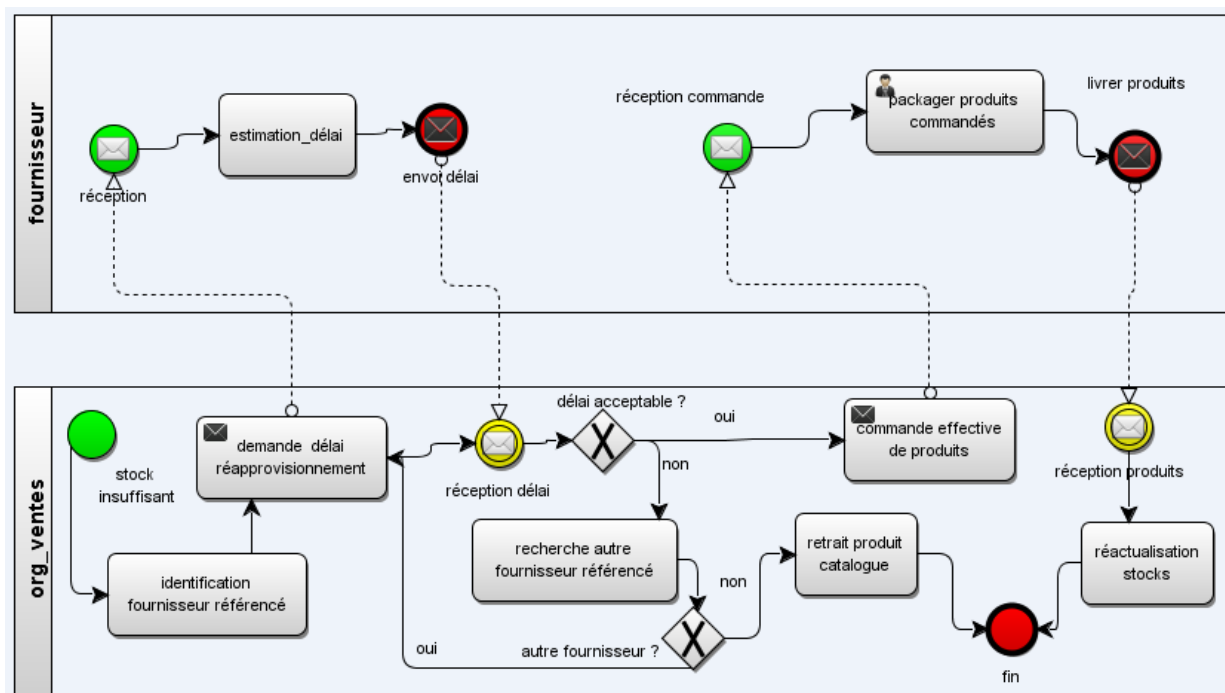 fournisseur
réception
estimation_délai
envoi délai
réception commande
packager produits
commandés
livrer produits
org_ventes
stock
insuffisant
identification
fournisseur référencé
demande délai
réapprovisionnement
réception délai
délai acceptable ?
oui
non
commande effective
de produits
réception produits
recherche autre
fournisseur référencé
autre fournisseur ?
oui
non
retrait produit
catalogue
réactualisation
stocks
fin